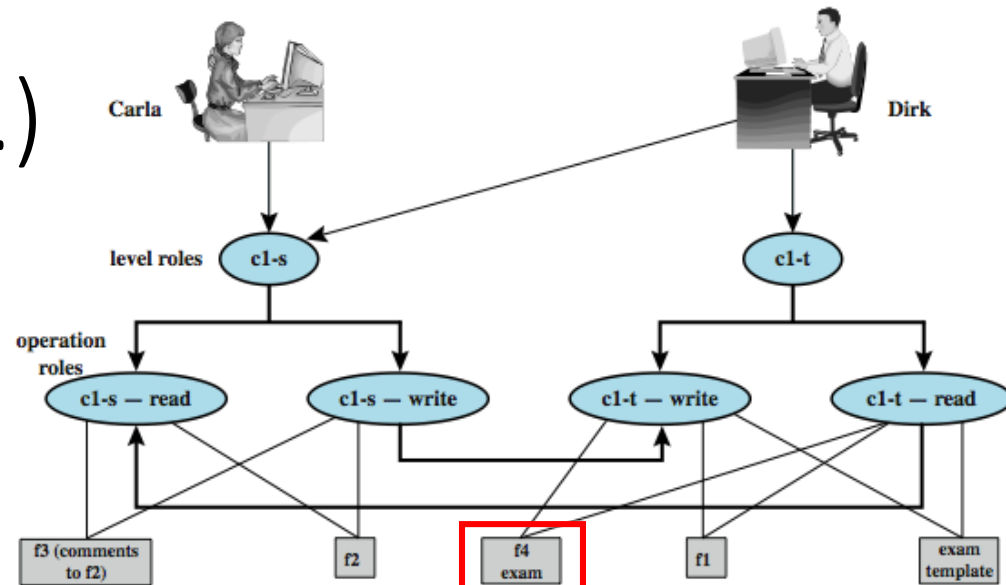 .)
Carla
Dirk
level roles
c1-s
c1-t
operation
roles
c1-s — read
c1-s — write
c1-t — write
c1-t — read
f3 (comments
to f2)
f2
f4
exam
f1
exam
template